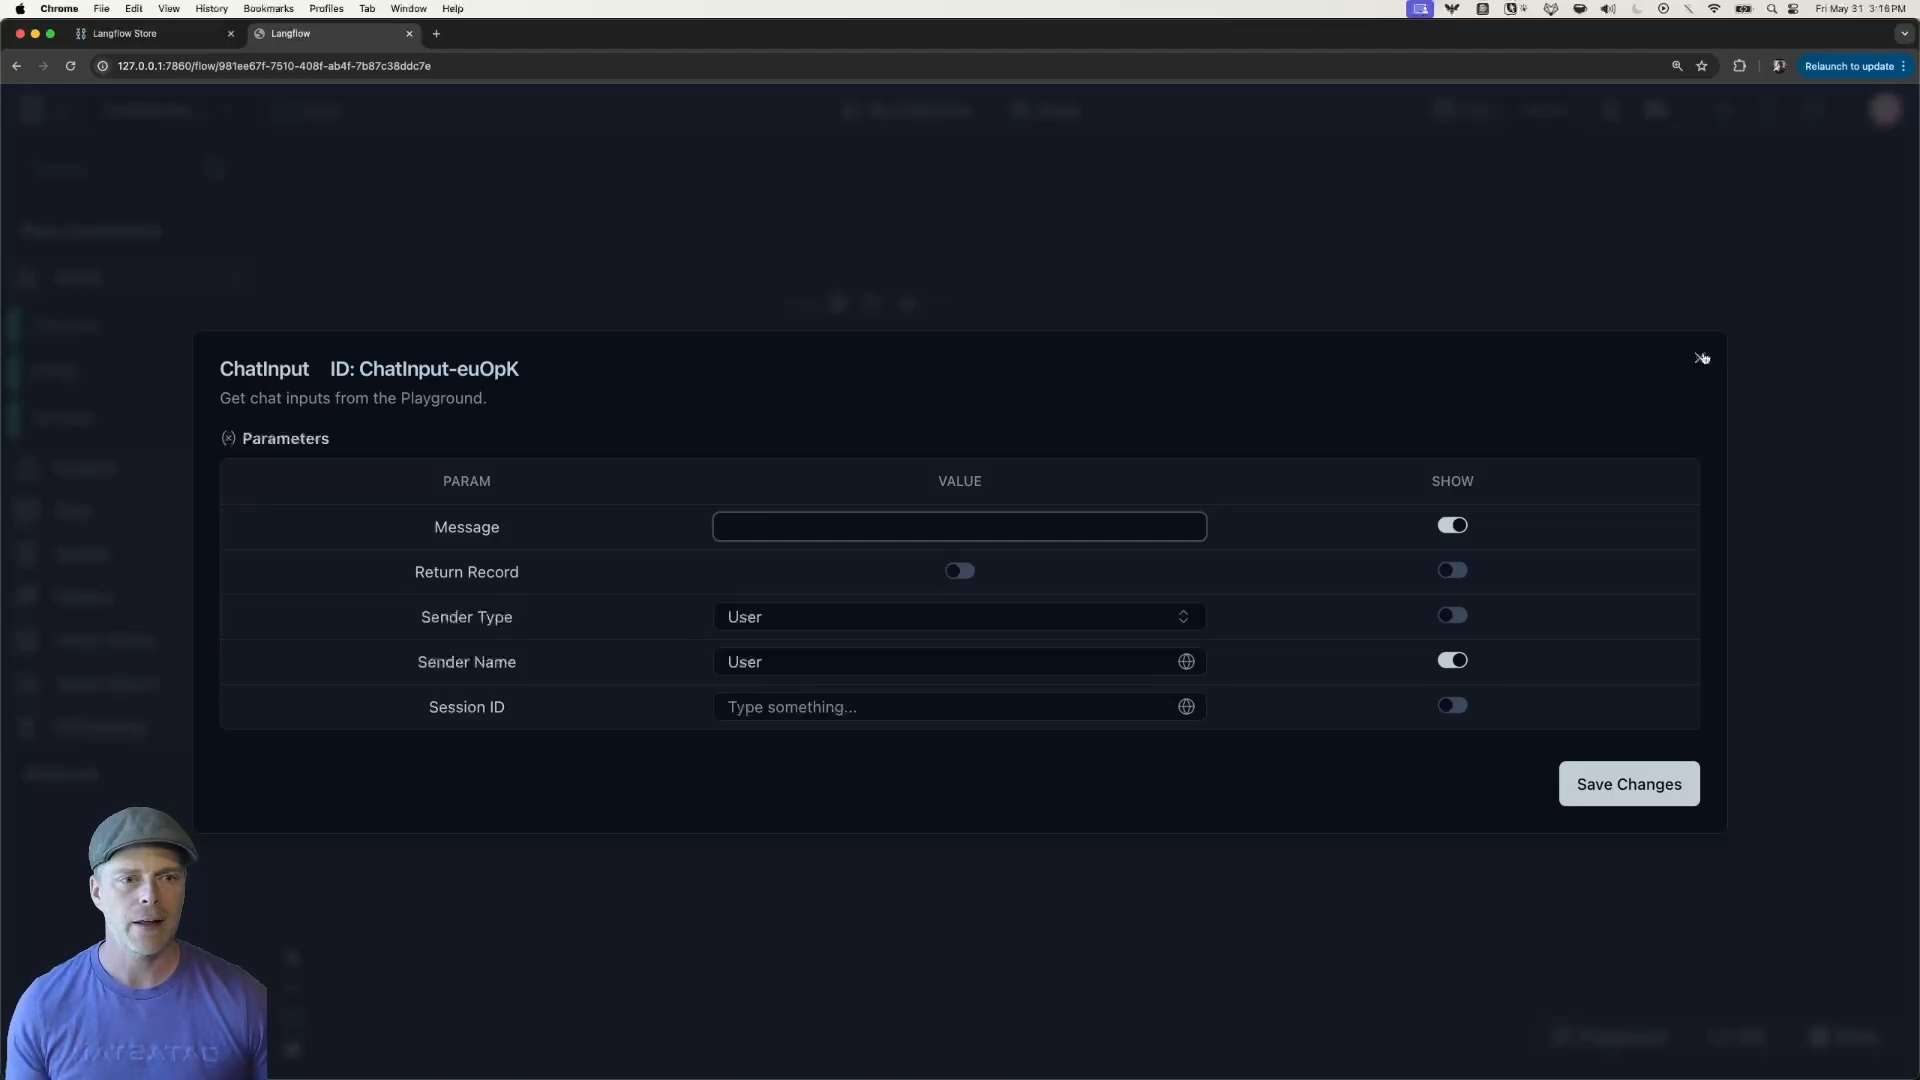 Chrome File Edit View History Bookmarks Profiles Tab Window Help Fri May 31 3:16PM
Langflow Store Langflow
127.0.0.1:7860/flow/981ee67f-7510-408f-ab4f-7b87c38ddc7e Relaunch to update
ChatInput ID: ChatInput-euOpK
Get chat inputs from the Playground.
Parameters
PARAM VALUE SHOW
Message
Return Record
Sender Type User
Sender Name User
Session ID Type something...
Save Changes